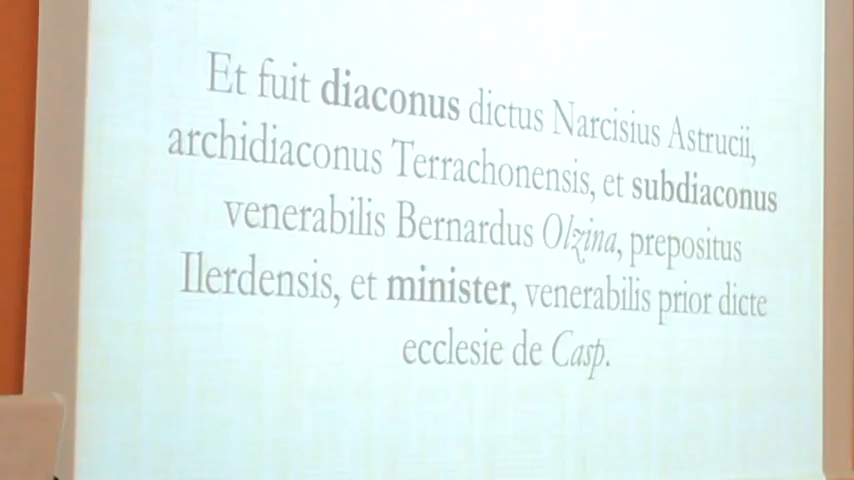 Et fuit diaconus dictus Narcisius Astrucii,
archidiaconus Terrachonensis, et subdiaconus
venerabilis Bernardus Olzina, prepositus
Ilerdensis, et minister, venerabilis prior dicte
ecclesie de Casp.